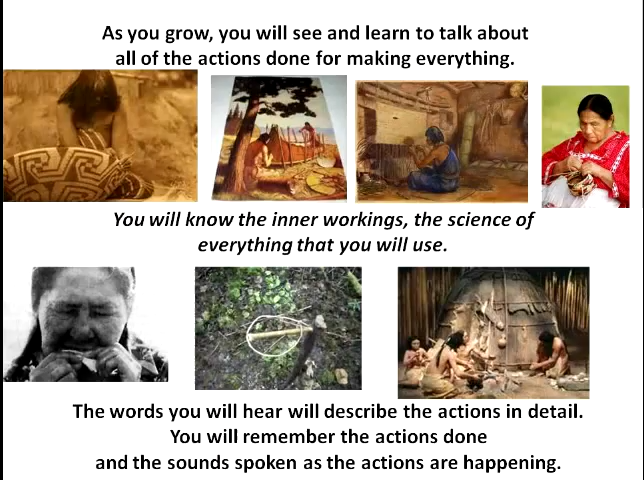 As you grow, you will see and learn to talk about
all of the actions done for making everything.
You will know the inner workings, the science of
everything that you will use.
The words you will hear will describe the actions in detail.
You will remember the actions done
and the sounds spoken as the actions are happening.